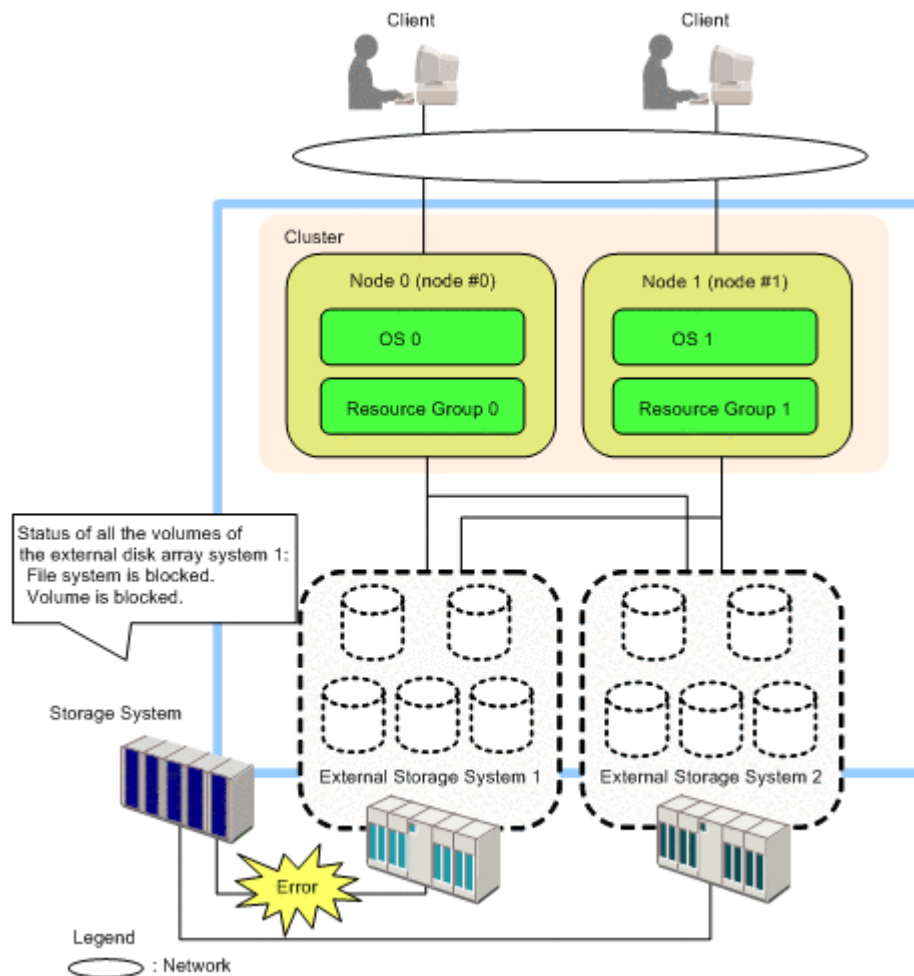 Client
Client
Cluster
Node 0 (node #0)
Node 1 (node #1)
OS 0
OS 1
Resource Group 0
Resource Group 1
Status of all the volumes of
the external disk array system 1:
File system is blocked.
Volume is blocked.
Storage System
External Storage System 1
External Storage System 2
Error
Legend
: Network